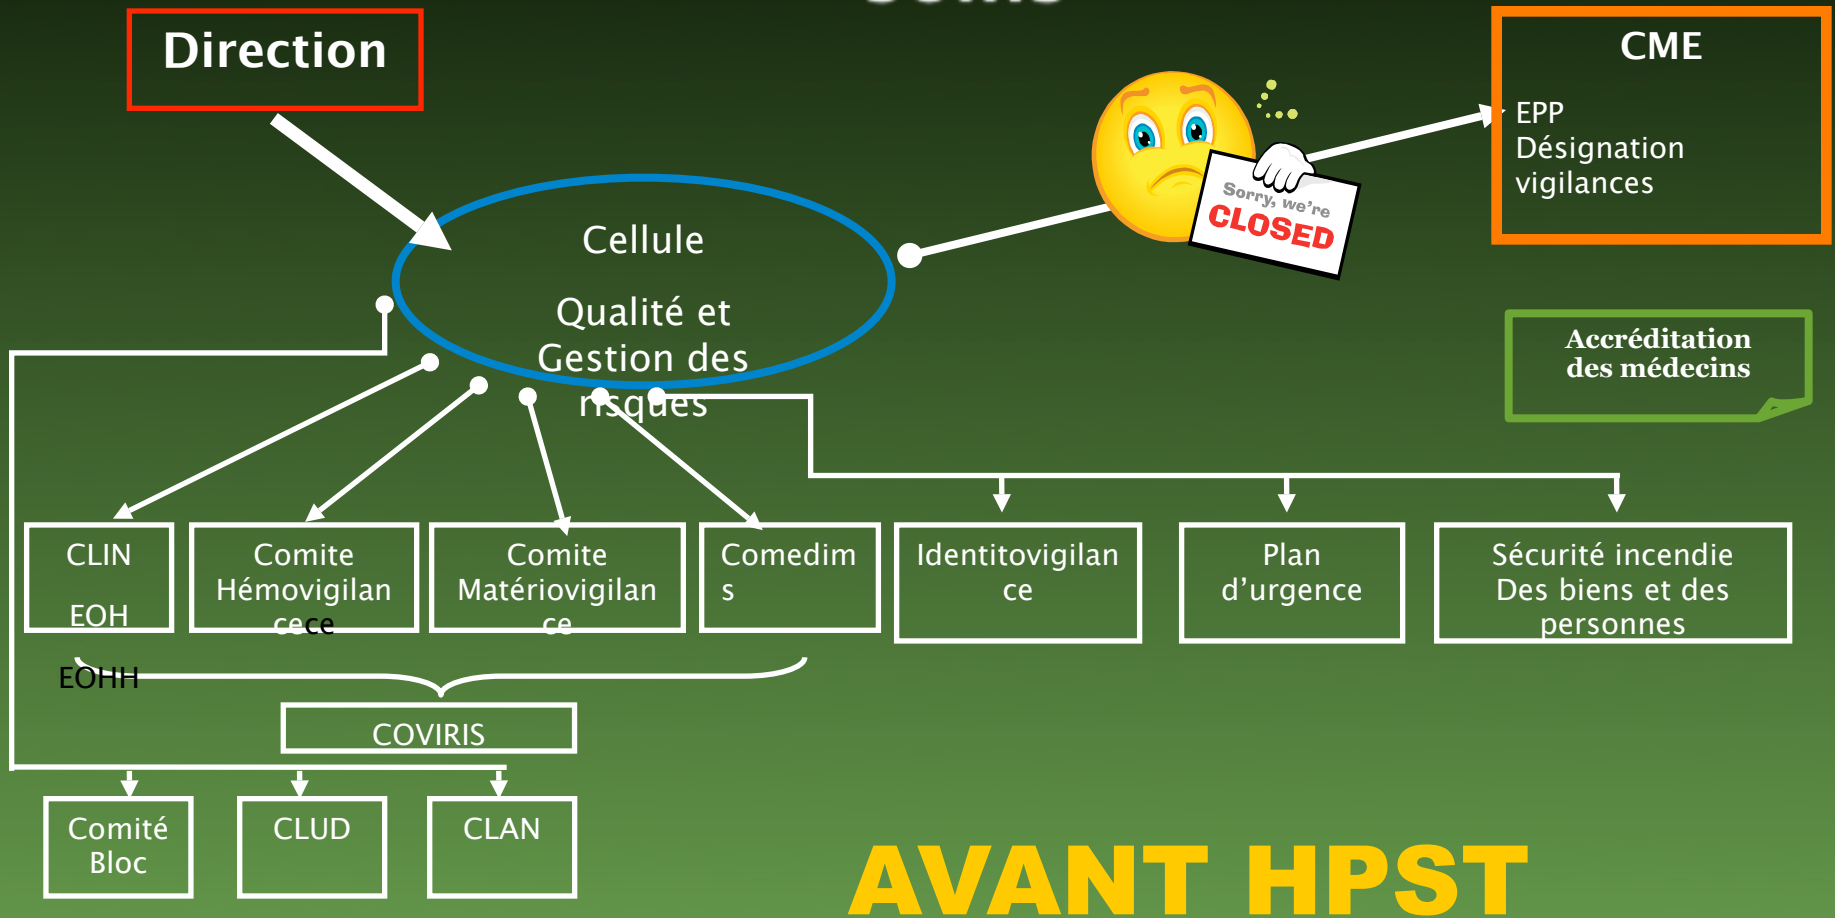 Direction
CME
EPP
Désignation
vigilances
Sorry, we're
CLOSED
Cellule
Qualité et
Gestion des
risques
Accréditation
des médecins
CLIN
EOH
EOHH
Comite
Hémovigilan
cece
Comite
Matériovigilan
ce
Comedim
s
Identitovigilan
ce
Plan
d’urgence
Sécurité incendie
Des biens et des
personnes
COVIRIS
Comité
Bloc
CLUD
CLAN
AVANT HPST